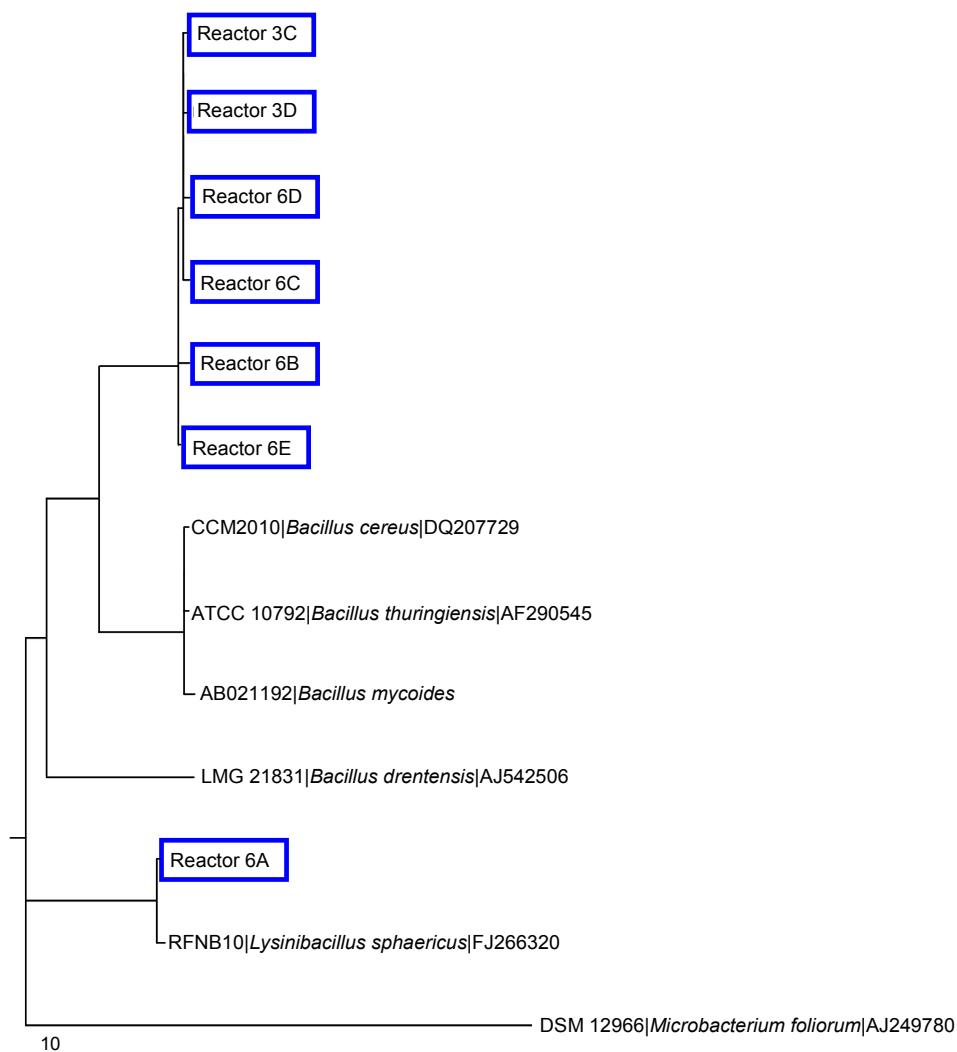 Reactor 3C
Reactor 3D
Reactor 6D
Reactor 6C
Reactor 6B
Reactor 6E
CCM2010|Bacillus cereus|DQ207729
ATCC 10792|Bacillus thuringiensis|AF290545
AB021192|Bacillus mycoides
LMG 21831|Bacillus drentensis|AJ542506
Reactor 6A
RFNB10|Lysinibacillus sphaericus|FJ266320
DSM 12966|Microbacterium foliorum|AJ249780
10